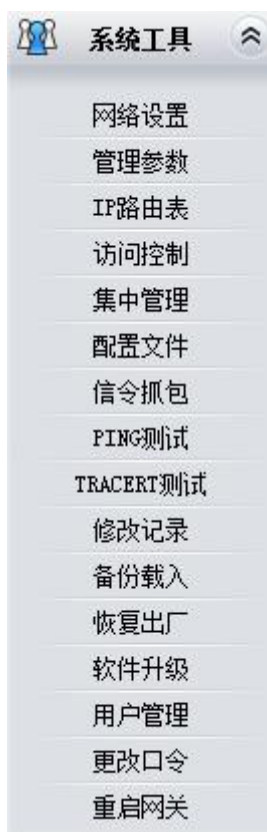 系统工具
网络设置
管理参数
IP路由表
访问控制
集中管理
配置文件
信令抓包
PING测试
TRACERT测试
修改记录
备份载入
恢复出厂
软件升级
用户管理
更改口令
重启网关